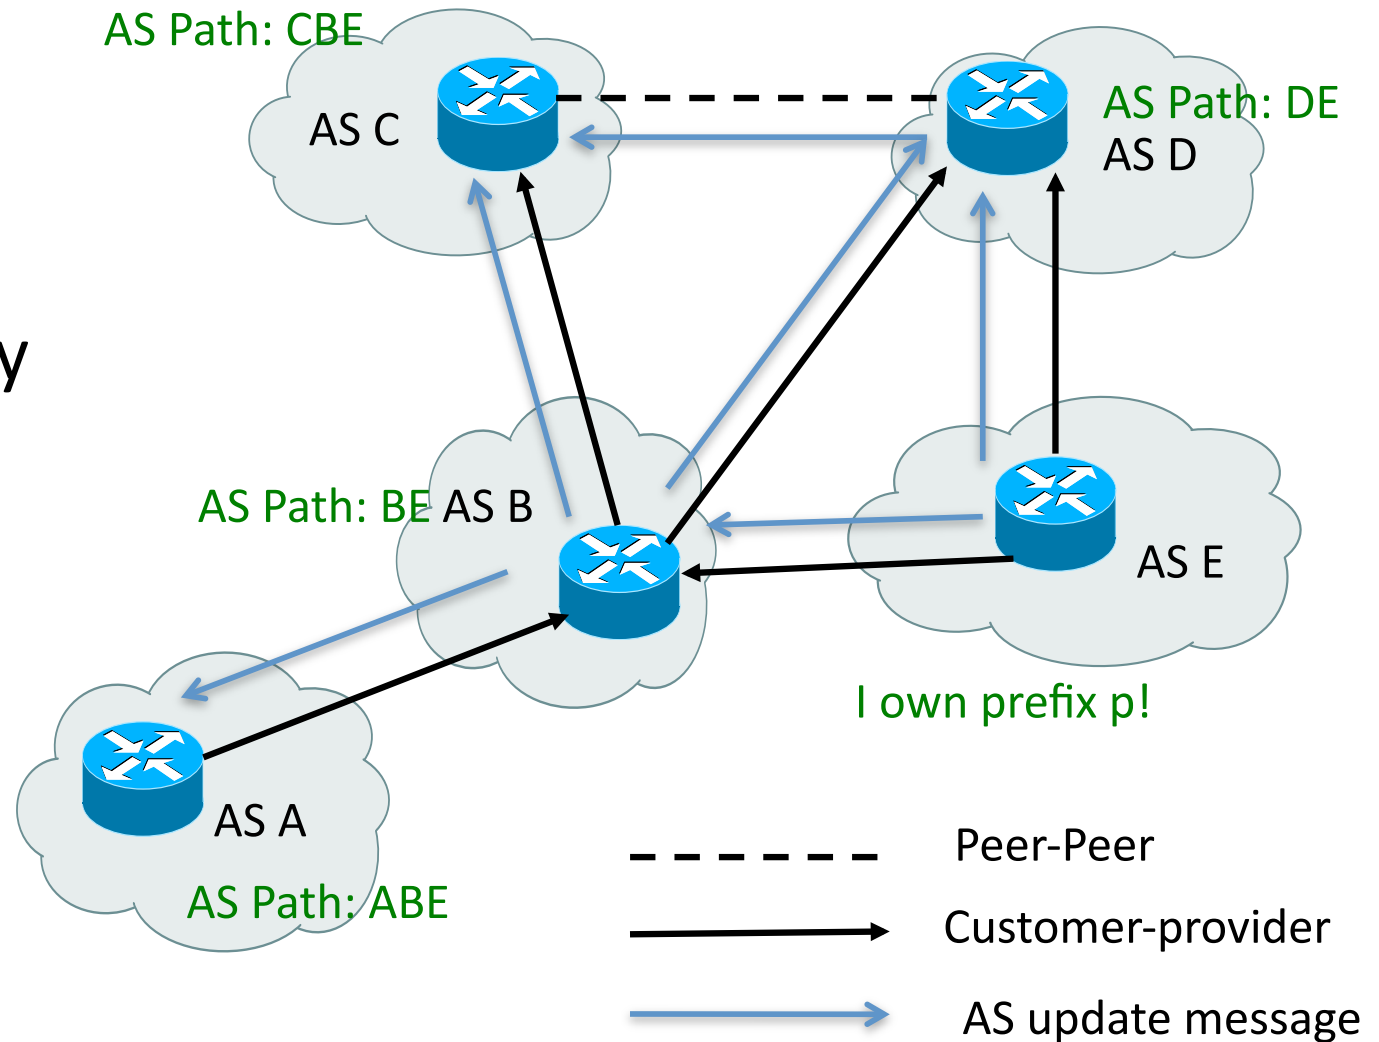 AS Path: CBE
AS C
AS Path: DE
AS D
y
AS Path: BE AS B
AS E
I own prefix p!
AS A
AS Path: ABE
Peer-Peer
Customer-provider
AS update message